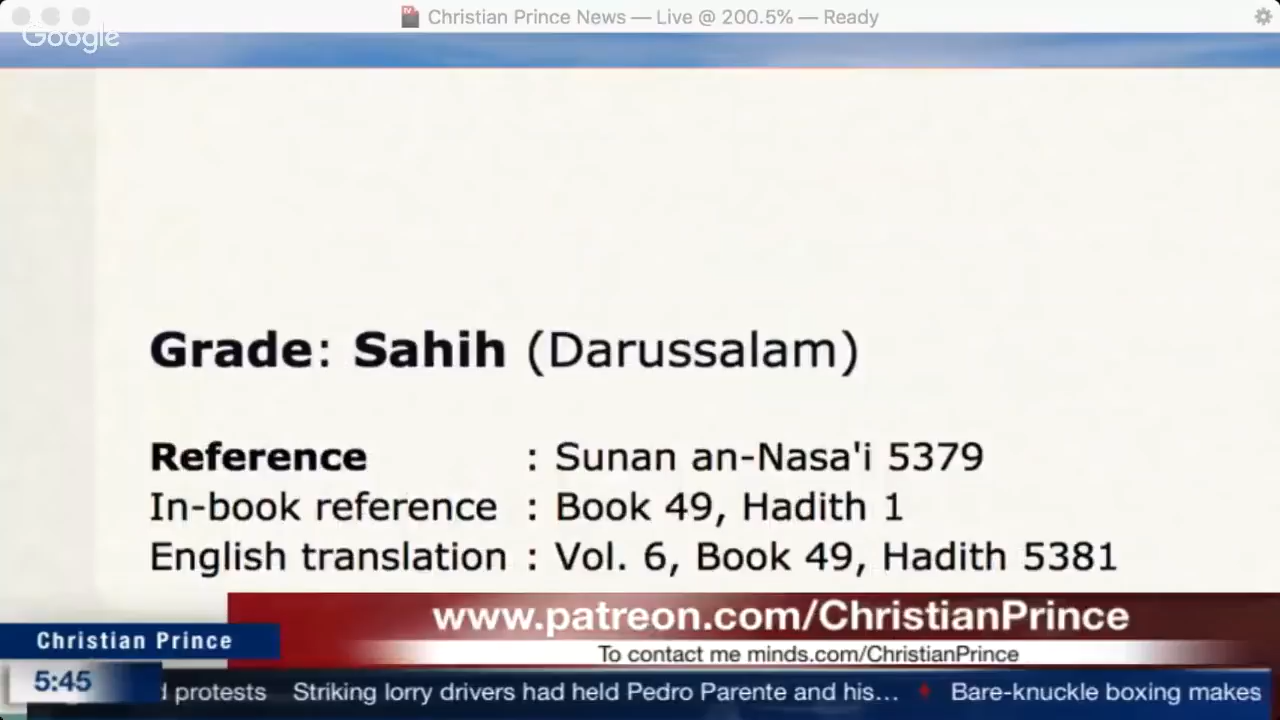 Christian Prince News — Live @ 200.5% — Ready
Google
Grade: Sahih (Darussalam)
Reference : Sunan an-Nasa'i 5379
In-book reference : Book 49, Hadith 1
English translation : Vol. 6, Book 49, Hadith 5381
www.patreon.com/ChristianPrince
Christian Prince
To contact me minds.com/ChristianPrince
5:45
d protests Striking lorry drivers had held Pedro Parente and his... ♦ Bare-knuckle boxing makes